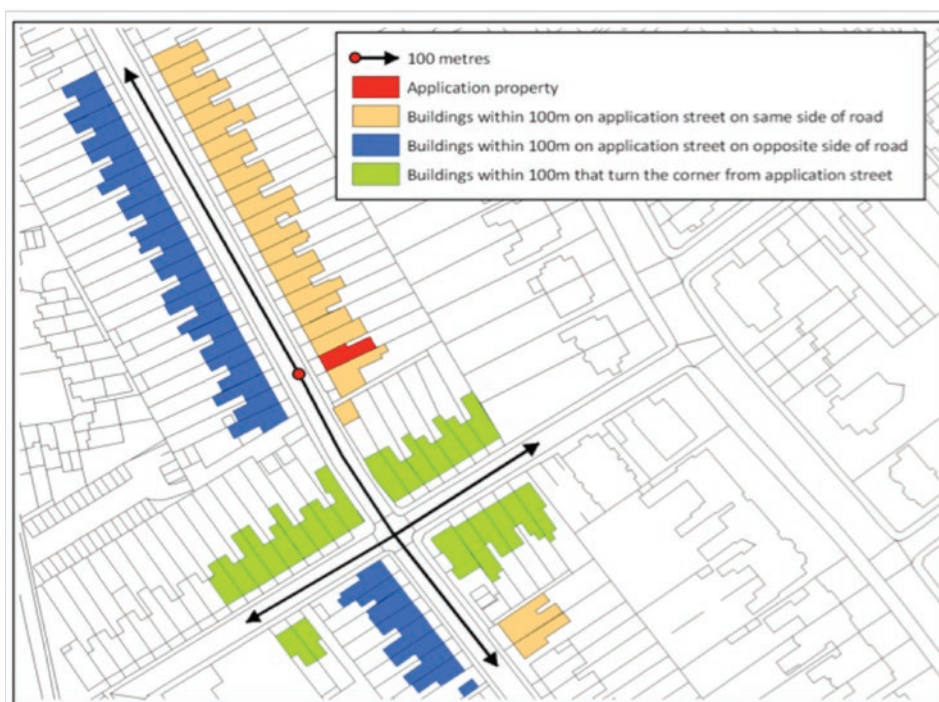 100 metres
Application property
Buildings within 100m on application street on same side of road
Buildings within 100m on application street on opposite side of road
Buildings within 100m that turn the corner from application street